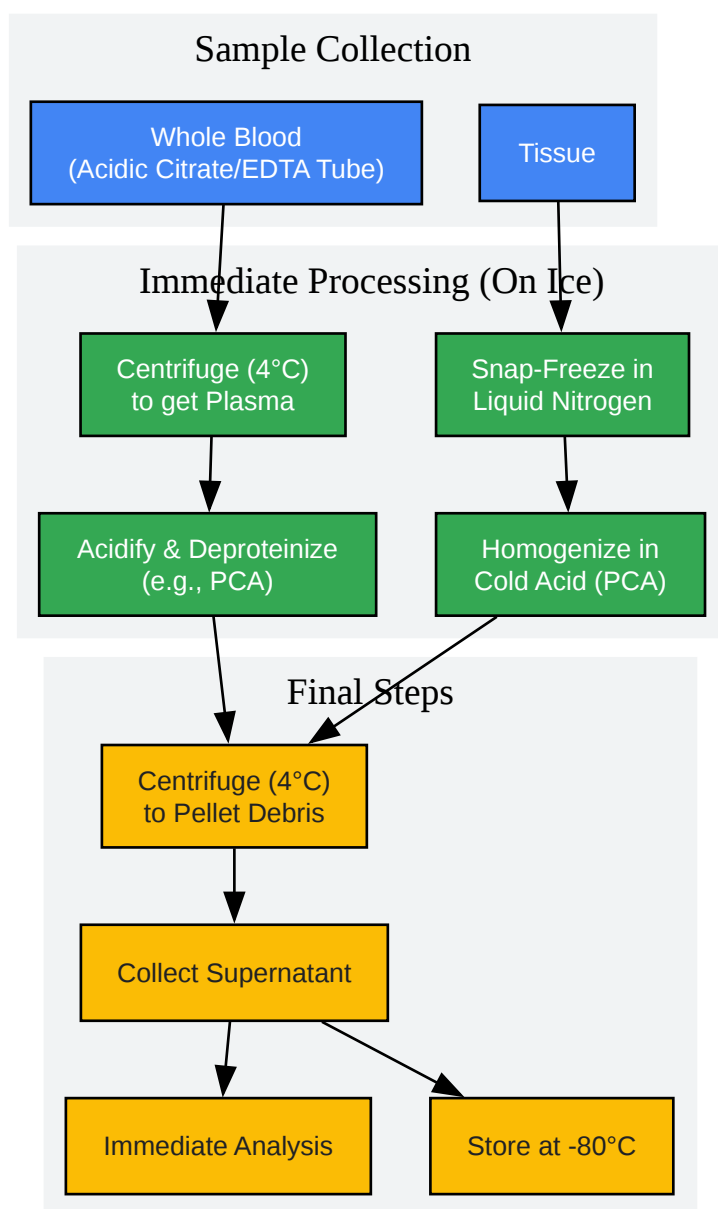 Sample Collection
Whole Blood
(Acidic Citrate/EDTA Tube)
Tissue
Immediate Processing (On Ice)
Centrifuge (4°C)
to get Plasma
Snap-Freeze in
Liquid Nitrogen
Acidify & Deproteinize
(e.g., PCA)
Homogenize in
Cold Acid (PCA)
Final Steps
Centrifuge (4°C)
to Pellet Debris
Collect Supernatant
Immediate Analysis
Store at -80°C